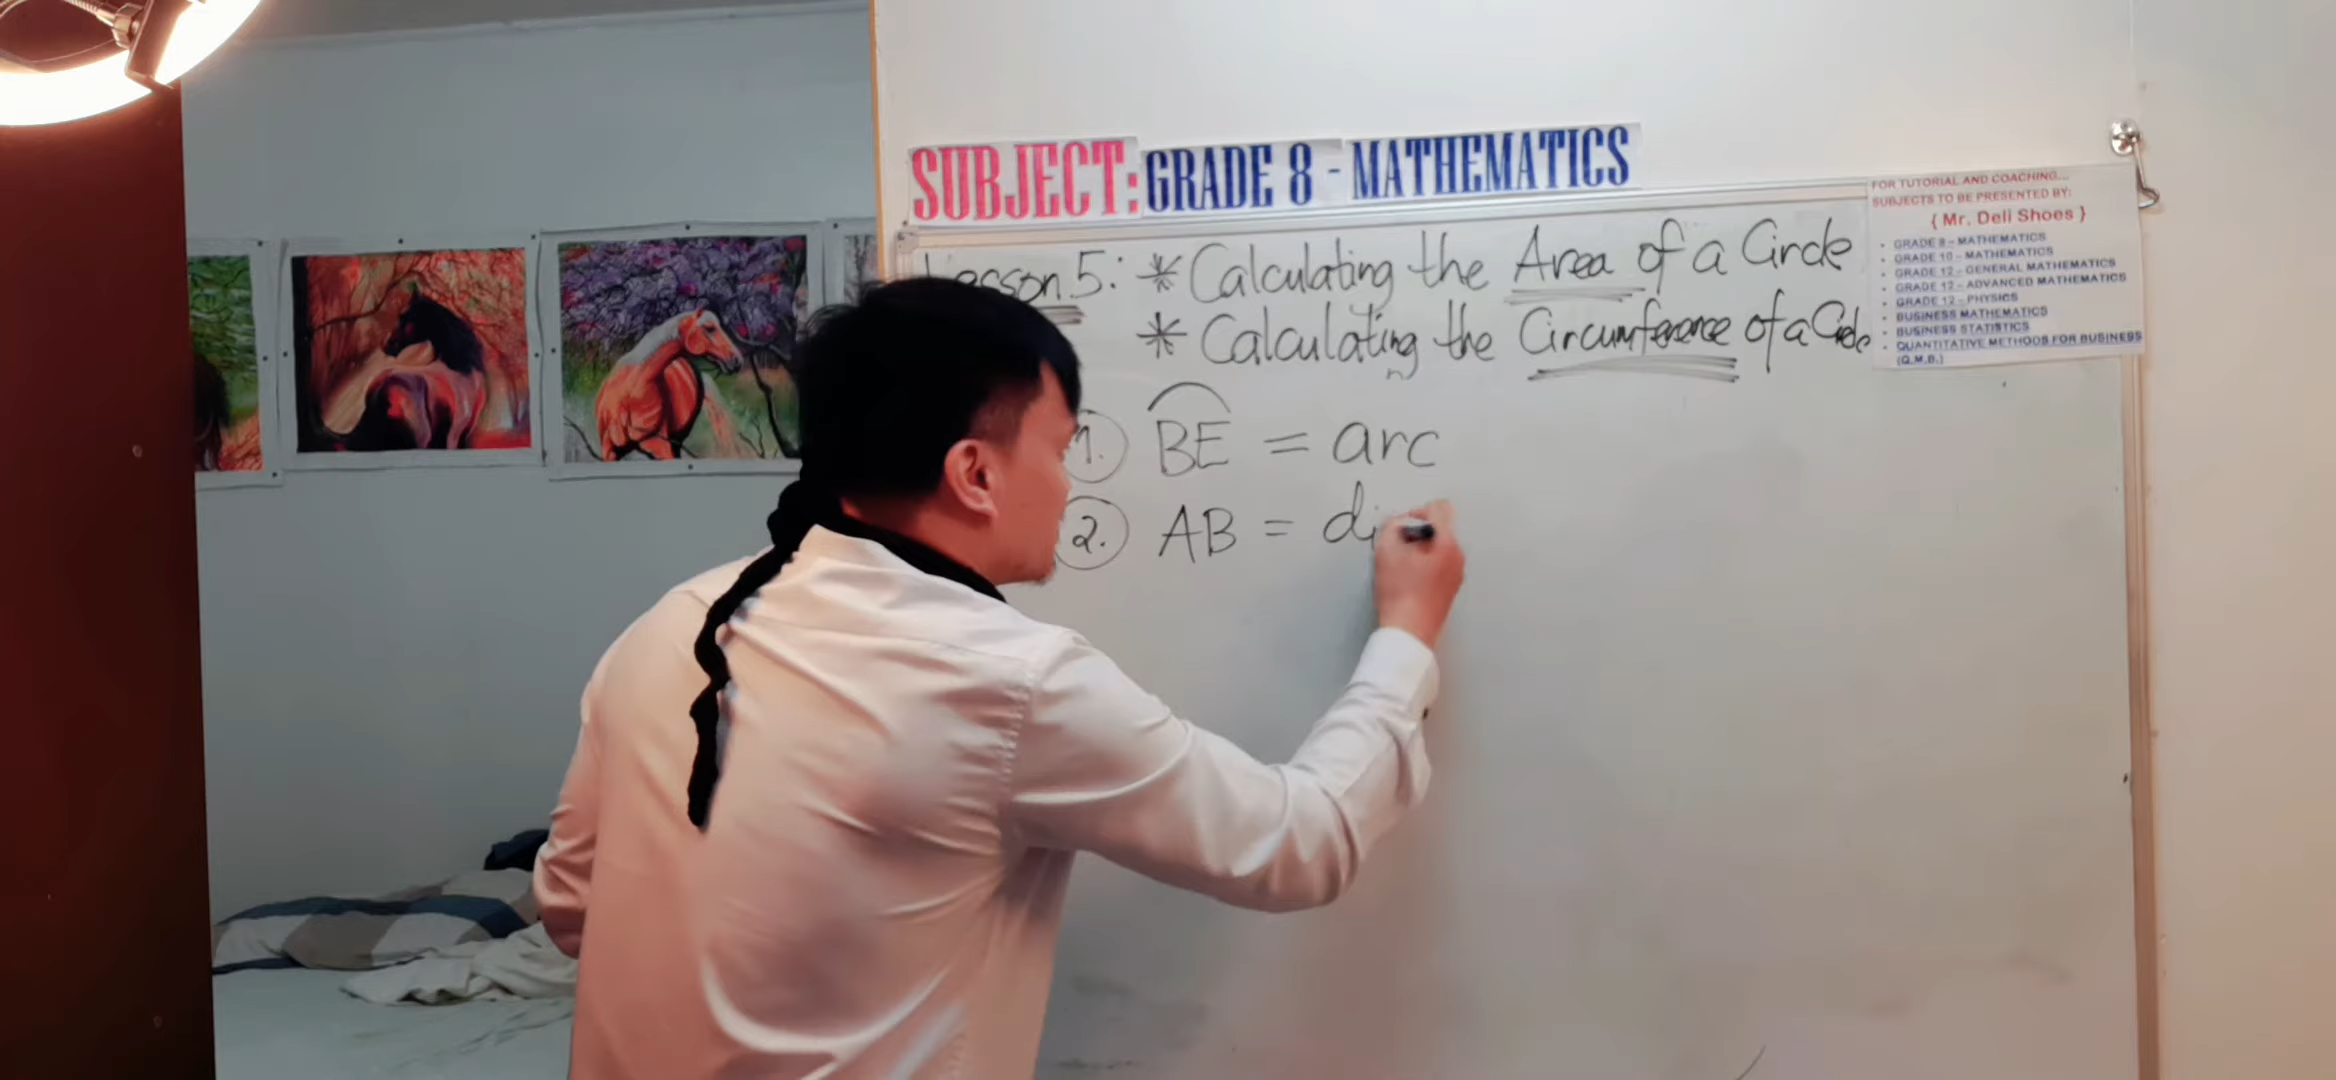 SUBJECT: GRADE 8 - MATHEMATICS
FOR TUTORIAL AND COACHING...
SUBJECTS TO BE PRESENTED BY:
{ Mr. Deli Shoes }
• GRADE 8 - MATHEMATICS
• GRADE 10 - MATHEMATICS
• GRADE 12 - GENERAL MATHEMATICS
• GRADE 12 - ADVANCED MATHEMATICS
• GRADE 12 - PHYSICS
• BUSINESS MATHEMATICS
• BUSINESS STATISTICS
• QUANTITATIVE METHODS FOR BUSINESS
(Q.M.B.)
Lesson 5: * Calculating the Area of a Circle
* Calculating the Circumference of a Circle
1. BE = arc
2. AB = di